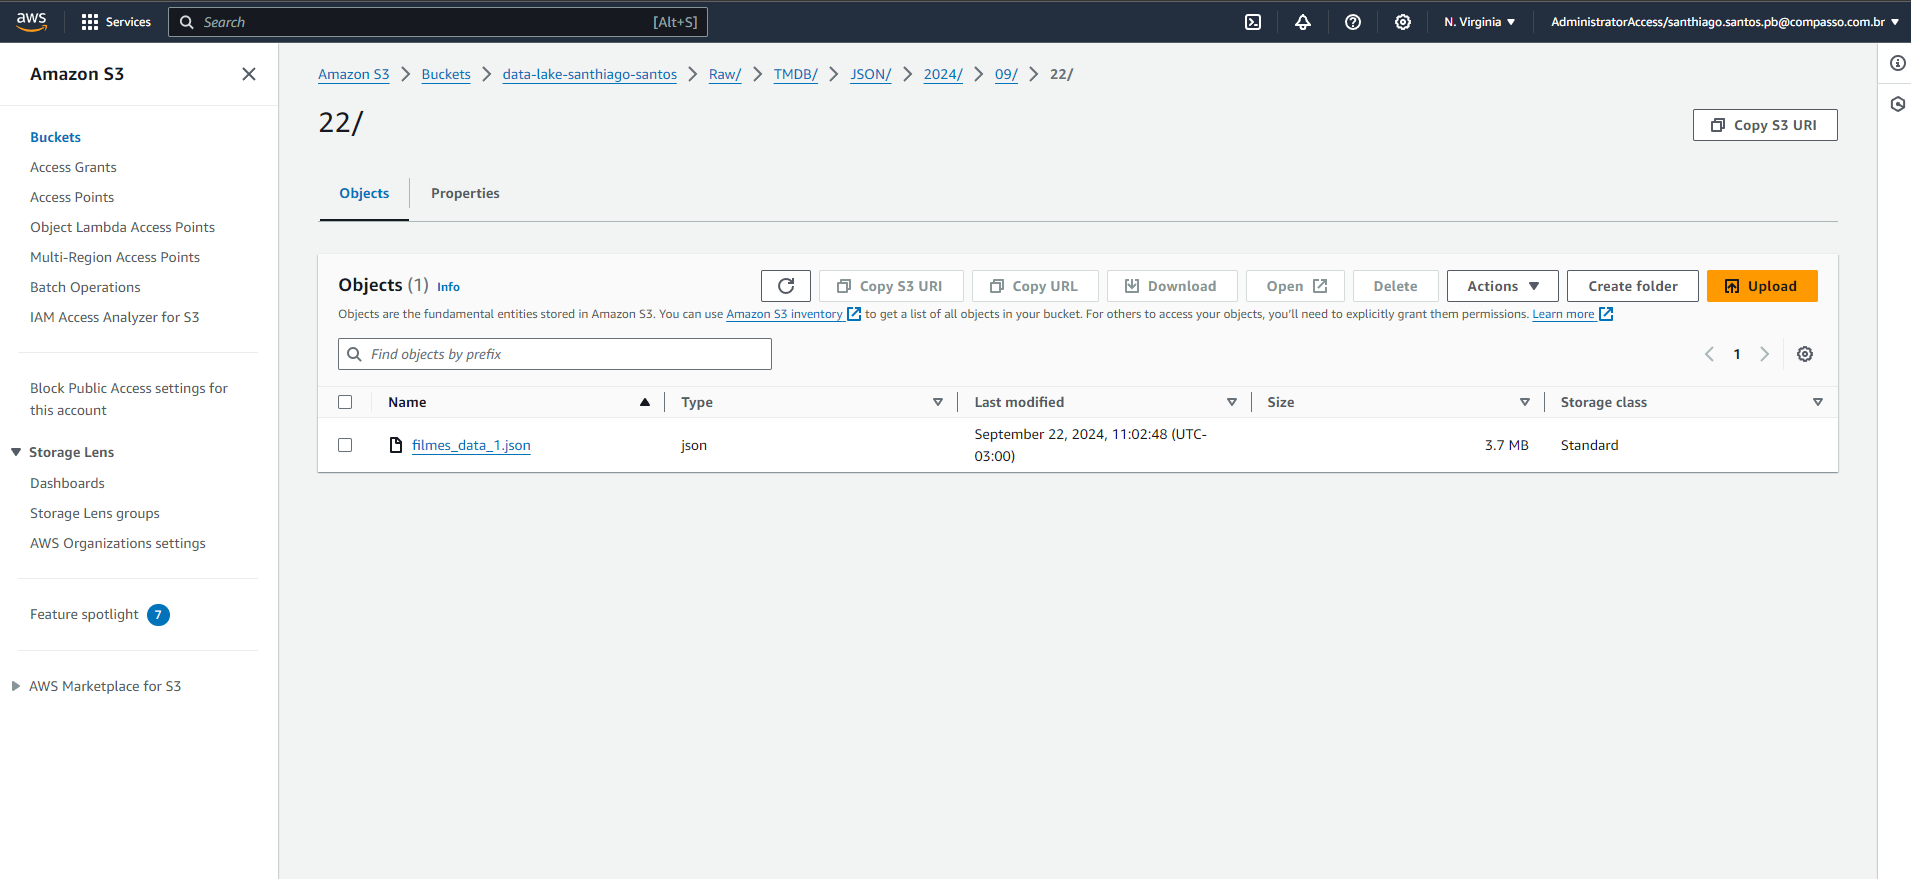 aws
Services
Search
[Alt+S]
N. Virginia
AdministratorAccess/santhiago.santos.pb@compasso.com.br
Amazon S3
Buckets
Access Grants
Access Points
Object Lambda Access Points
Multi-Region Access Points
Batch Operations
IAM Access Analyzer for S3
Block Public Access settings for
this account
Storage Lens
Dashboards
Storage Lens groups
AWS Organizations settings
Feature spotlight 7
AWS Marketplace for S3
Amazon S3 Buckets data-lake-santhiago-santos Raw/ TMDB/ JSON/ 2024/ 09/ 22/
22/
Copy S3 URI
Objects Properties
Objects (1) Info
Copy S3 URI Copy URL Download Open Delete Actions Create folder Upload
Objects are the fundamental entities stored in Amazon S3. You can use Amazon S3 inventory to get a list of all objects in your bucket. For others to access your objects, you'll need to explicitly grant them permissions. Learn more
Find objects by prefix
1
Name Type Last modified Size Storage class
filmes_data_1.json json September 22, 2024, 11:02:48 (UTC-
03:00) 3.7 MB Standard